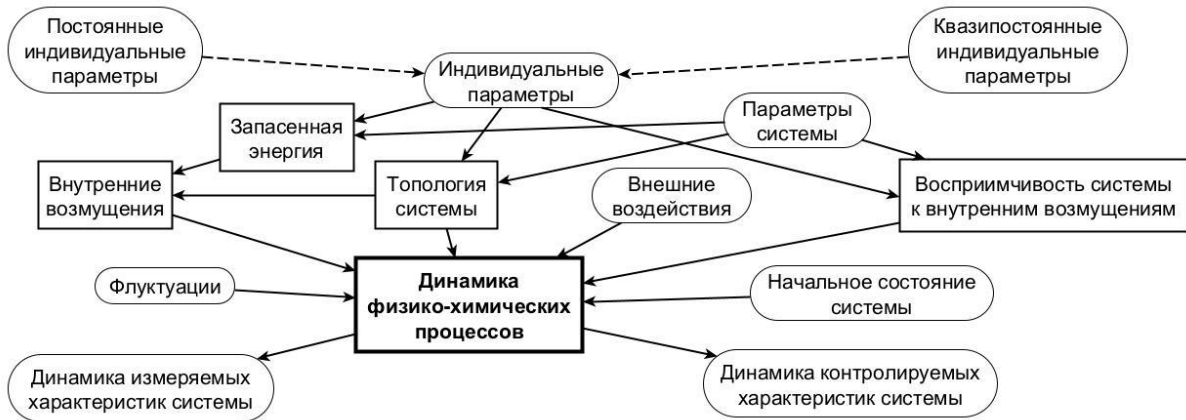 Постоянные
индивидуальные
параметры
Квазипостоянные
индивидуальные
параметры
Индивидуальные
параметры
Запасенная
энергия
Параметры
системы
Внутренние
возмущения
Топология
системы
Внешние
воздействия
Восприимчивость системы
к внутренним возмущениям
Флуктуации
Динамика
физико-химических
процессов
Начальное состояние
системы
Динамика измеряемых
характеристик системы
Динамика контролируемых
характеристик системы